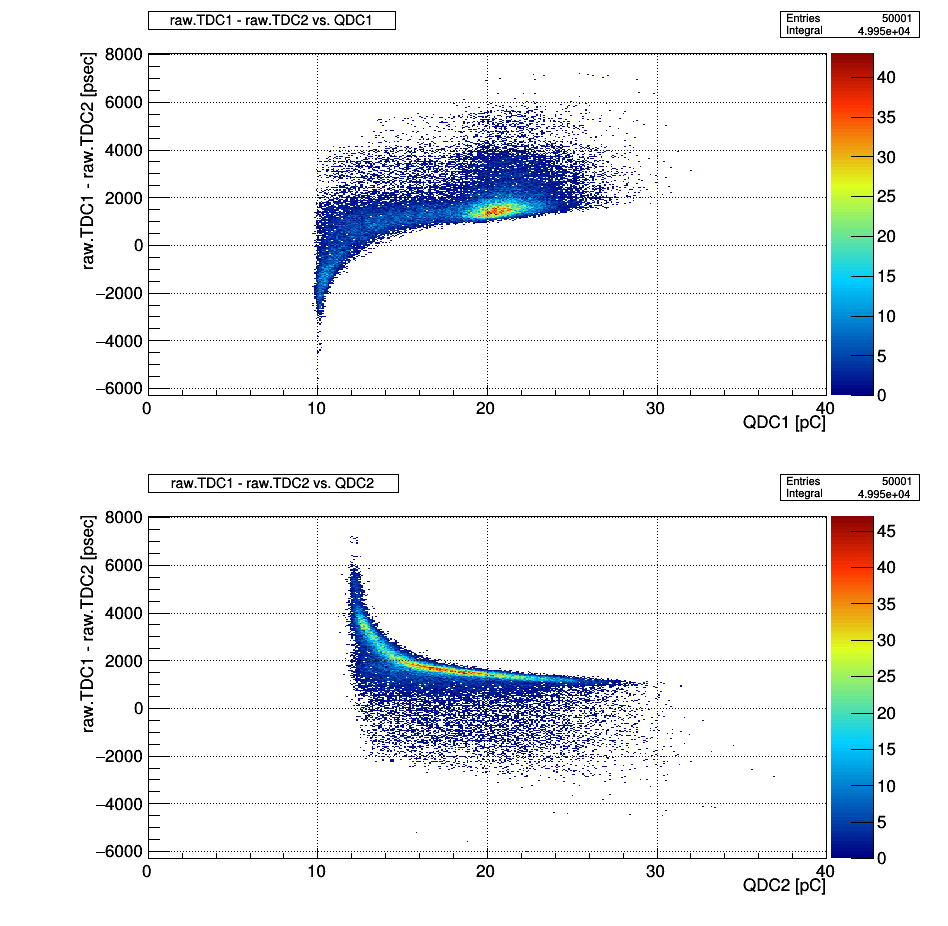 raw.TDC1 - raw.TDC2 vs. QDC1
Entries 50001
Integral 4.995e+04
raw.TDC1 - raw.TDC2 [psec]
8000
6000
4000
2000
0
−2000
−4000
−6000
0 10 20 30 40
QDC1 [pC]
40
35
30
25
20
15
10
5
0
raw.TDC1 - raw.TDC2 vs. QDC2
Entries 50001
Integral 4.995e+04
raw.TDC1 - raw.TDC2 [psec]
8000
6000
4000
2000
0
−2000
−4000
−6000
0 10 20 30 40
QDC2 [pC]
45
40
35
30
25
20
15
10
5
0